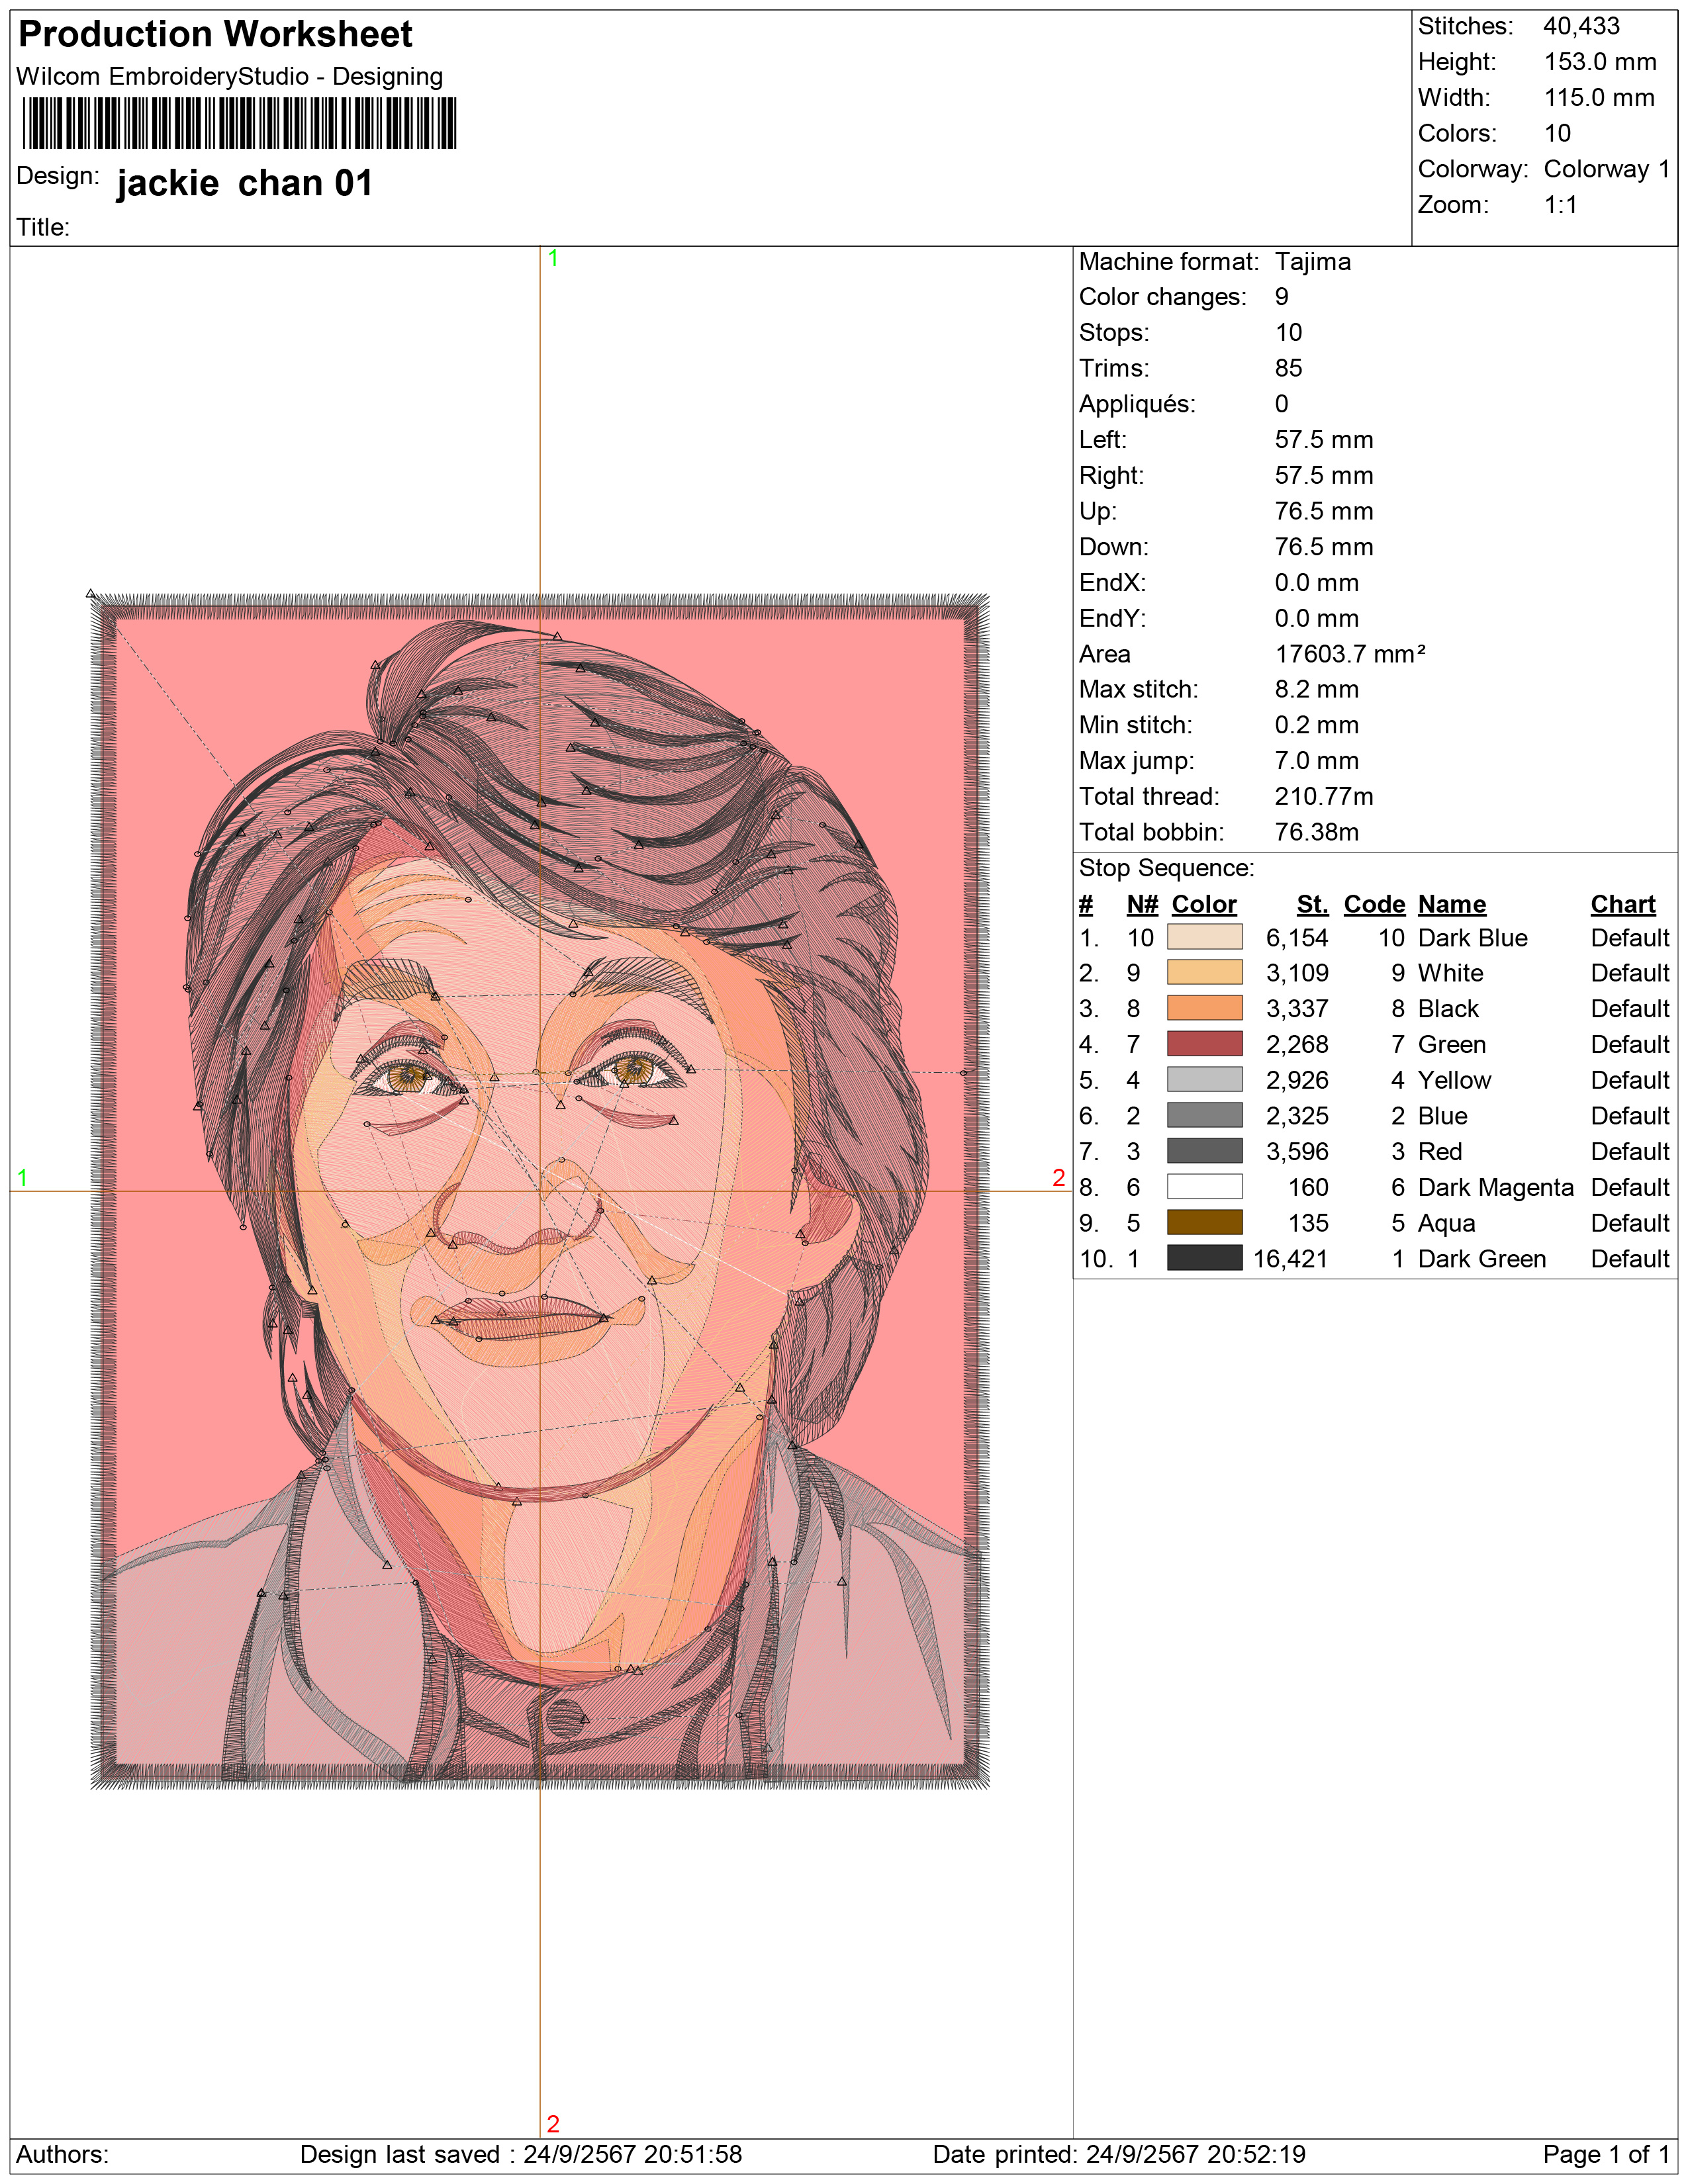 Production Worksheet
Wilcom EmbroideryStudio - Designing
Design: jackie chan 01
Title:
Stitches: 40,433
Height: 153.0 mm
Width: 115.0 mm
Colors: 10
Colorway: Colorway 1
Zoom: 1:1
1
1
2
2
Machine format: Tajima
Color changes: 9
Stops: 10
Trims: 85
Appliqués: 0
Left: 57.5 mm
Right: 57.5 mm
Up: 76.5 mm
Down: 76.5 mm
EndX: 0.0 mm
EndY: 0.0 mm
Area 17603.7 mm²
Max stitch: 8.2 mm
Min stitch: 0.2 mm
Max jump: 7.0 mm
Total thread: 210.77m
Total bobbin: 76.38m
Stop Sequence:
# N# Color St. Code Name Chart
1. 10 6,154 10 Dark Blue Default
2. 9 3,109 9 White Default
3. 8 3,337 8 Black Default
4. 7 2,268 7 Green Default
5. 4 2,926 4 Yellow Default
6. 2 2,325 2 Blue Default
7. 3 3,596 3 Red Default
8. 6 160 6 Dark Magenta Default
9. 5 135 5 Aqua Default
10. 1 16,421 1 Dark Green Default
Authors: Design last saved : 24/9/2567 20:51:58 Date printed: 24/9/2567 20:52:19 Page 1 of 1